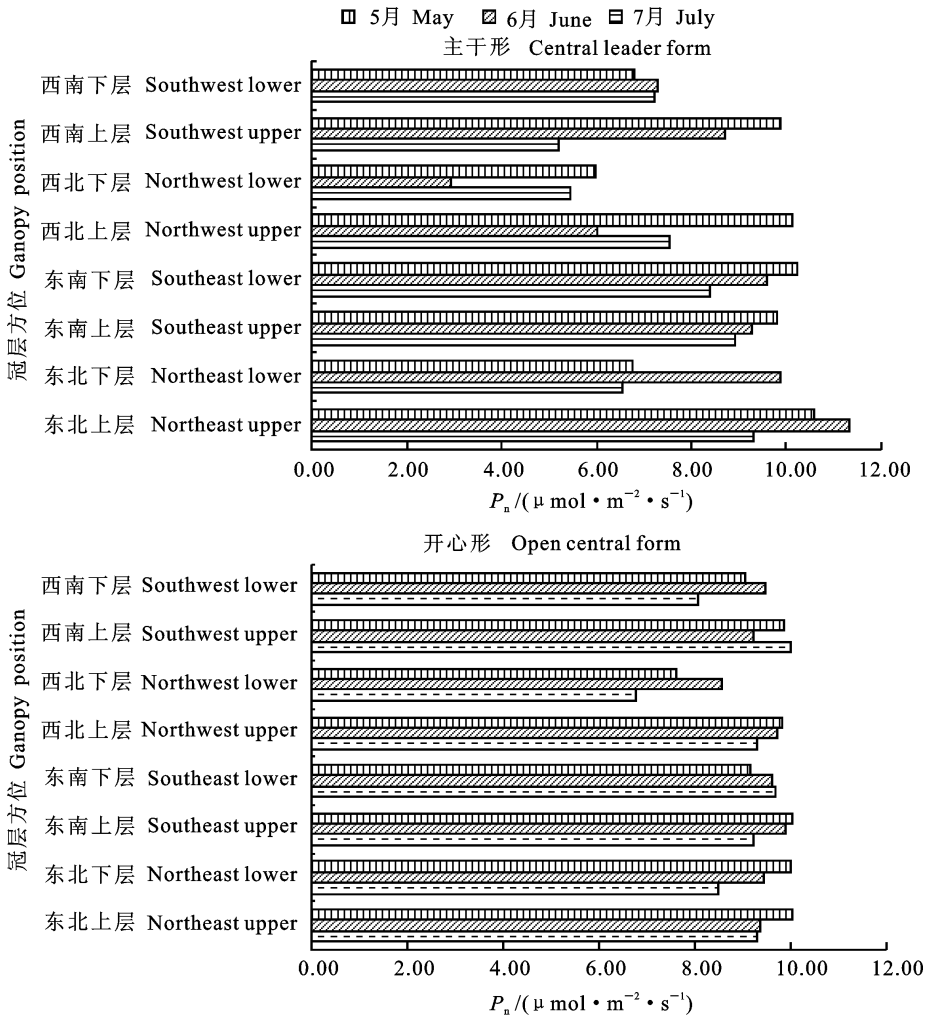 5月 May 6月 June 7月 July
主干形 Central leader form
冠层方位 Ganopy position
西南下层 Southwest lower
西南上层 Southwest upper
西北下层 Northwest lower
西北上层 Northwest upper
东南下层 Southeast lower
东南上层 Southeast upper
东北下层 Northeast lower
东北上层 Northeast upper
0.00 2.00 4.00 6.00 8.00 10.00 12.00
Pn/(μmol·m⁻²·s⁻¹)
开心形 Open central form
冠层方位 Ganopy position
西南下层 Southwest lower
西南上层 Southwest upper
西北下层 Northwest lower
西北上层 Northwest upper
东南下层 Southeast lower
东南上层 Southeast upper
东北下层 Northeast lower
东北上层 Northeast upper
0.00 2.00 4.00 6.00 8.00 10.00 12.00
Pn/(μmol·m⁻²·s⁻¹)